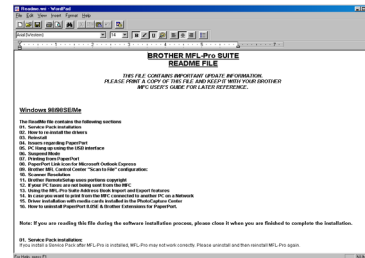 Readme.wri - WordPad
File Edit View Insert Format Help
Arial (Western)
BROTHER MFL-Pro SUITE
README FILE
THIS FILE CONTAINS IMPORTANT UPDATE INFORMATION.
PLEASE PRINT A COPY OF THIS FILE AND KEEP IT WITH YOUR BROTHER
MFC USER'S GUIDE FOR LATER REFERENCE.
Windows 98/98SE/Me
The ReadMe file contains the following sections
01. Service Pack installation
02. How to re install the drivers
03. Reinstall
04. Issues regarding PaperPort
05. PC Hang up using the USB interface
06. Suspend Mode
07. Printing from PaperPort
08. PaperPort Link icon for Microsoft Outlook Express
09. Brother MFL Control Center "Scan to File" configuration:
10. Scanner Resolution
11. Brother RemoteSetup uses portions copyright
12. If your PC faxes are not being sent from the MFC
13. Using the MFL-Pro Suite Address Book Import and Export features
14. In case you want to print from the MFC connected to another PC on a Network
15. Driver installation with media cards installed in the PhotoCapture Center
16. How to uninstall PaperPort 8.0SE & Brother Extensions for PaperPort.
Note: If you are reading this file during the software installation process, please close it when you are finished to complete the installation.
01. Service Pack installation:
If you install a Service Pack after MFL-Pro is installed, MFL-Pro may not work correctly. Please uninstall and then reinstall MFL-Pro again
For Help, press F1